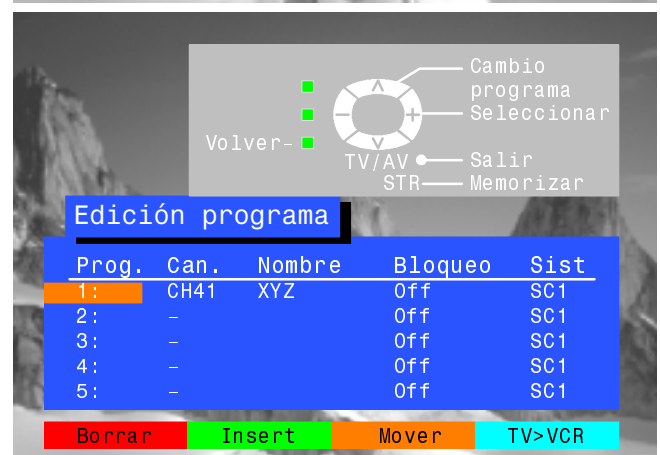 Cambio
programa
Seleccionar
Volver–
TV/AV
Salir
STR
Memorizar
Edición programa
Prog. Can. Nombre Bloqueo Sist
1: CH41 XYZ Off SC1
2: – Off SC1
3: – Off SC1
4: – Off SC1
5: – Off SC1
Borrar Insert Mover TV>VCR